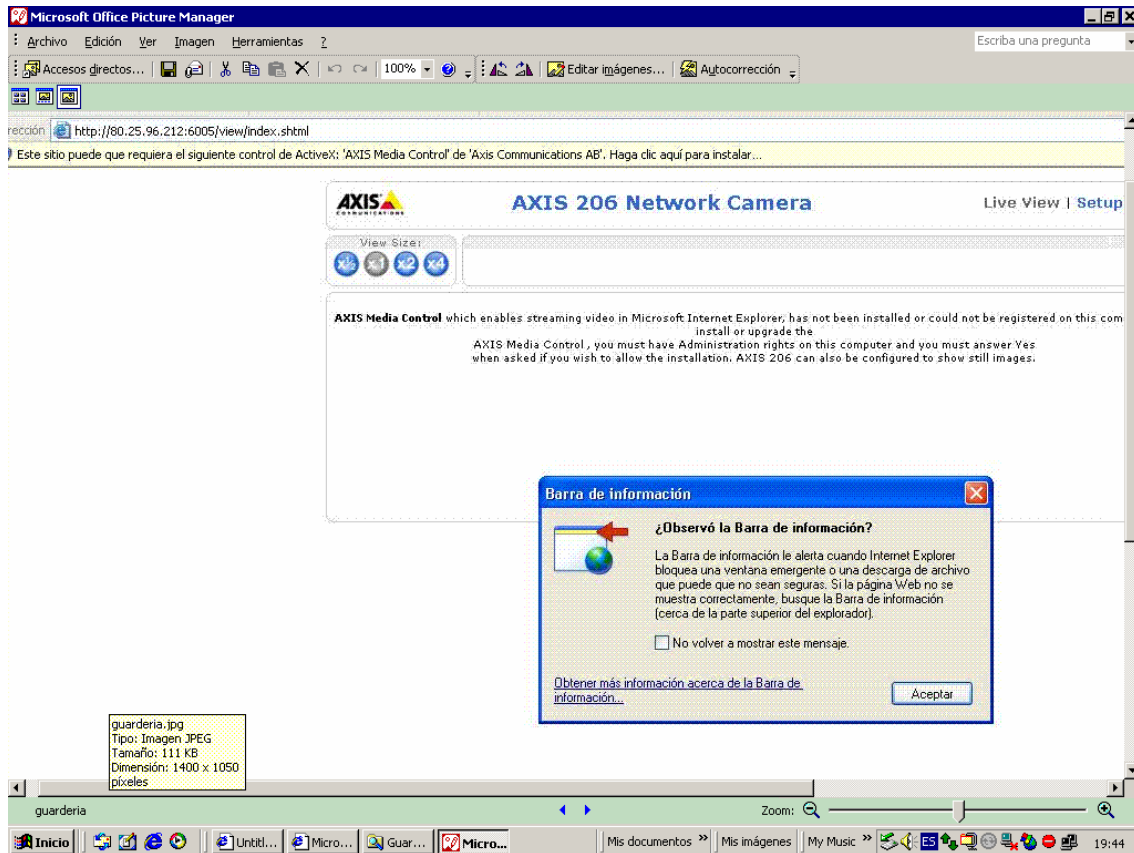 Microsoft Office Picture Manager
Archivo Edición Ver Imagen Herramientas ?
Escriba una pregunta
Accesos directos... 100% Editar imágenes... Autocorrección
rección http://80.25.96.212:6005/view/index.shtml
Este sitio puede que requiera el siguiente control de ActiveX: 'AXIS Media Control' de 'Axis Communications AB'. Haga clic aquí para instalar...
AXIS COMMUNICATIONS
AXIS 206 Network Camera
Live View | Setup
View Size:
x½ x1 x2 x4
AXIS Media Control which enables streaming video in Microsoft Internet Explorer, has not been installed or could not be registered on this com
install or upgrade the
AXIS Media Control, you must have Administration rights on this computer and you must answer Yes
when asked if you wish to allow the installation. AXIS 206 can also be configured to show still images.
Barra de información
¿Observó la Barra de información?
La Barra de información le alerta cuando Internet Explorer
bloquea una ventana emergente o una descarga de archivo
que puede que no sean seguras. Si la página Web no se
muestra correctamente, busque la Barra de información
(cerca de la parte superior del explorador).
No volver a mostrar este mensaje.
Obtener más información acerca de la Barra de
información...
Aceptar
guarderia.jpg
Tipo: Imagen JPEG
Tamaño: 111 KB
Dimensión: 1400 x 1050
píxeles
guarderia
Zoom:
Inicio Untitl... Micro... Guar... Micro... Mis documentos » Mis imágenes My Music » ES 19:44